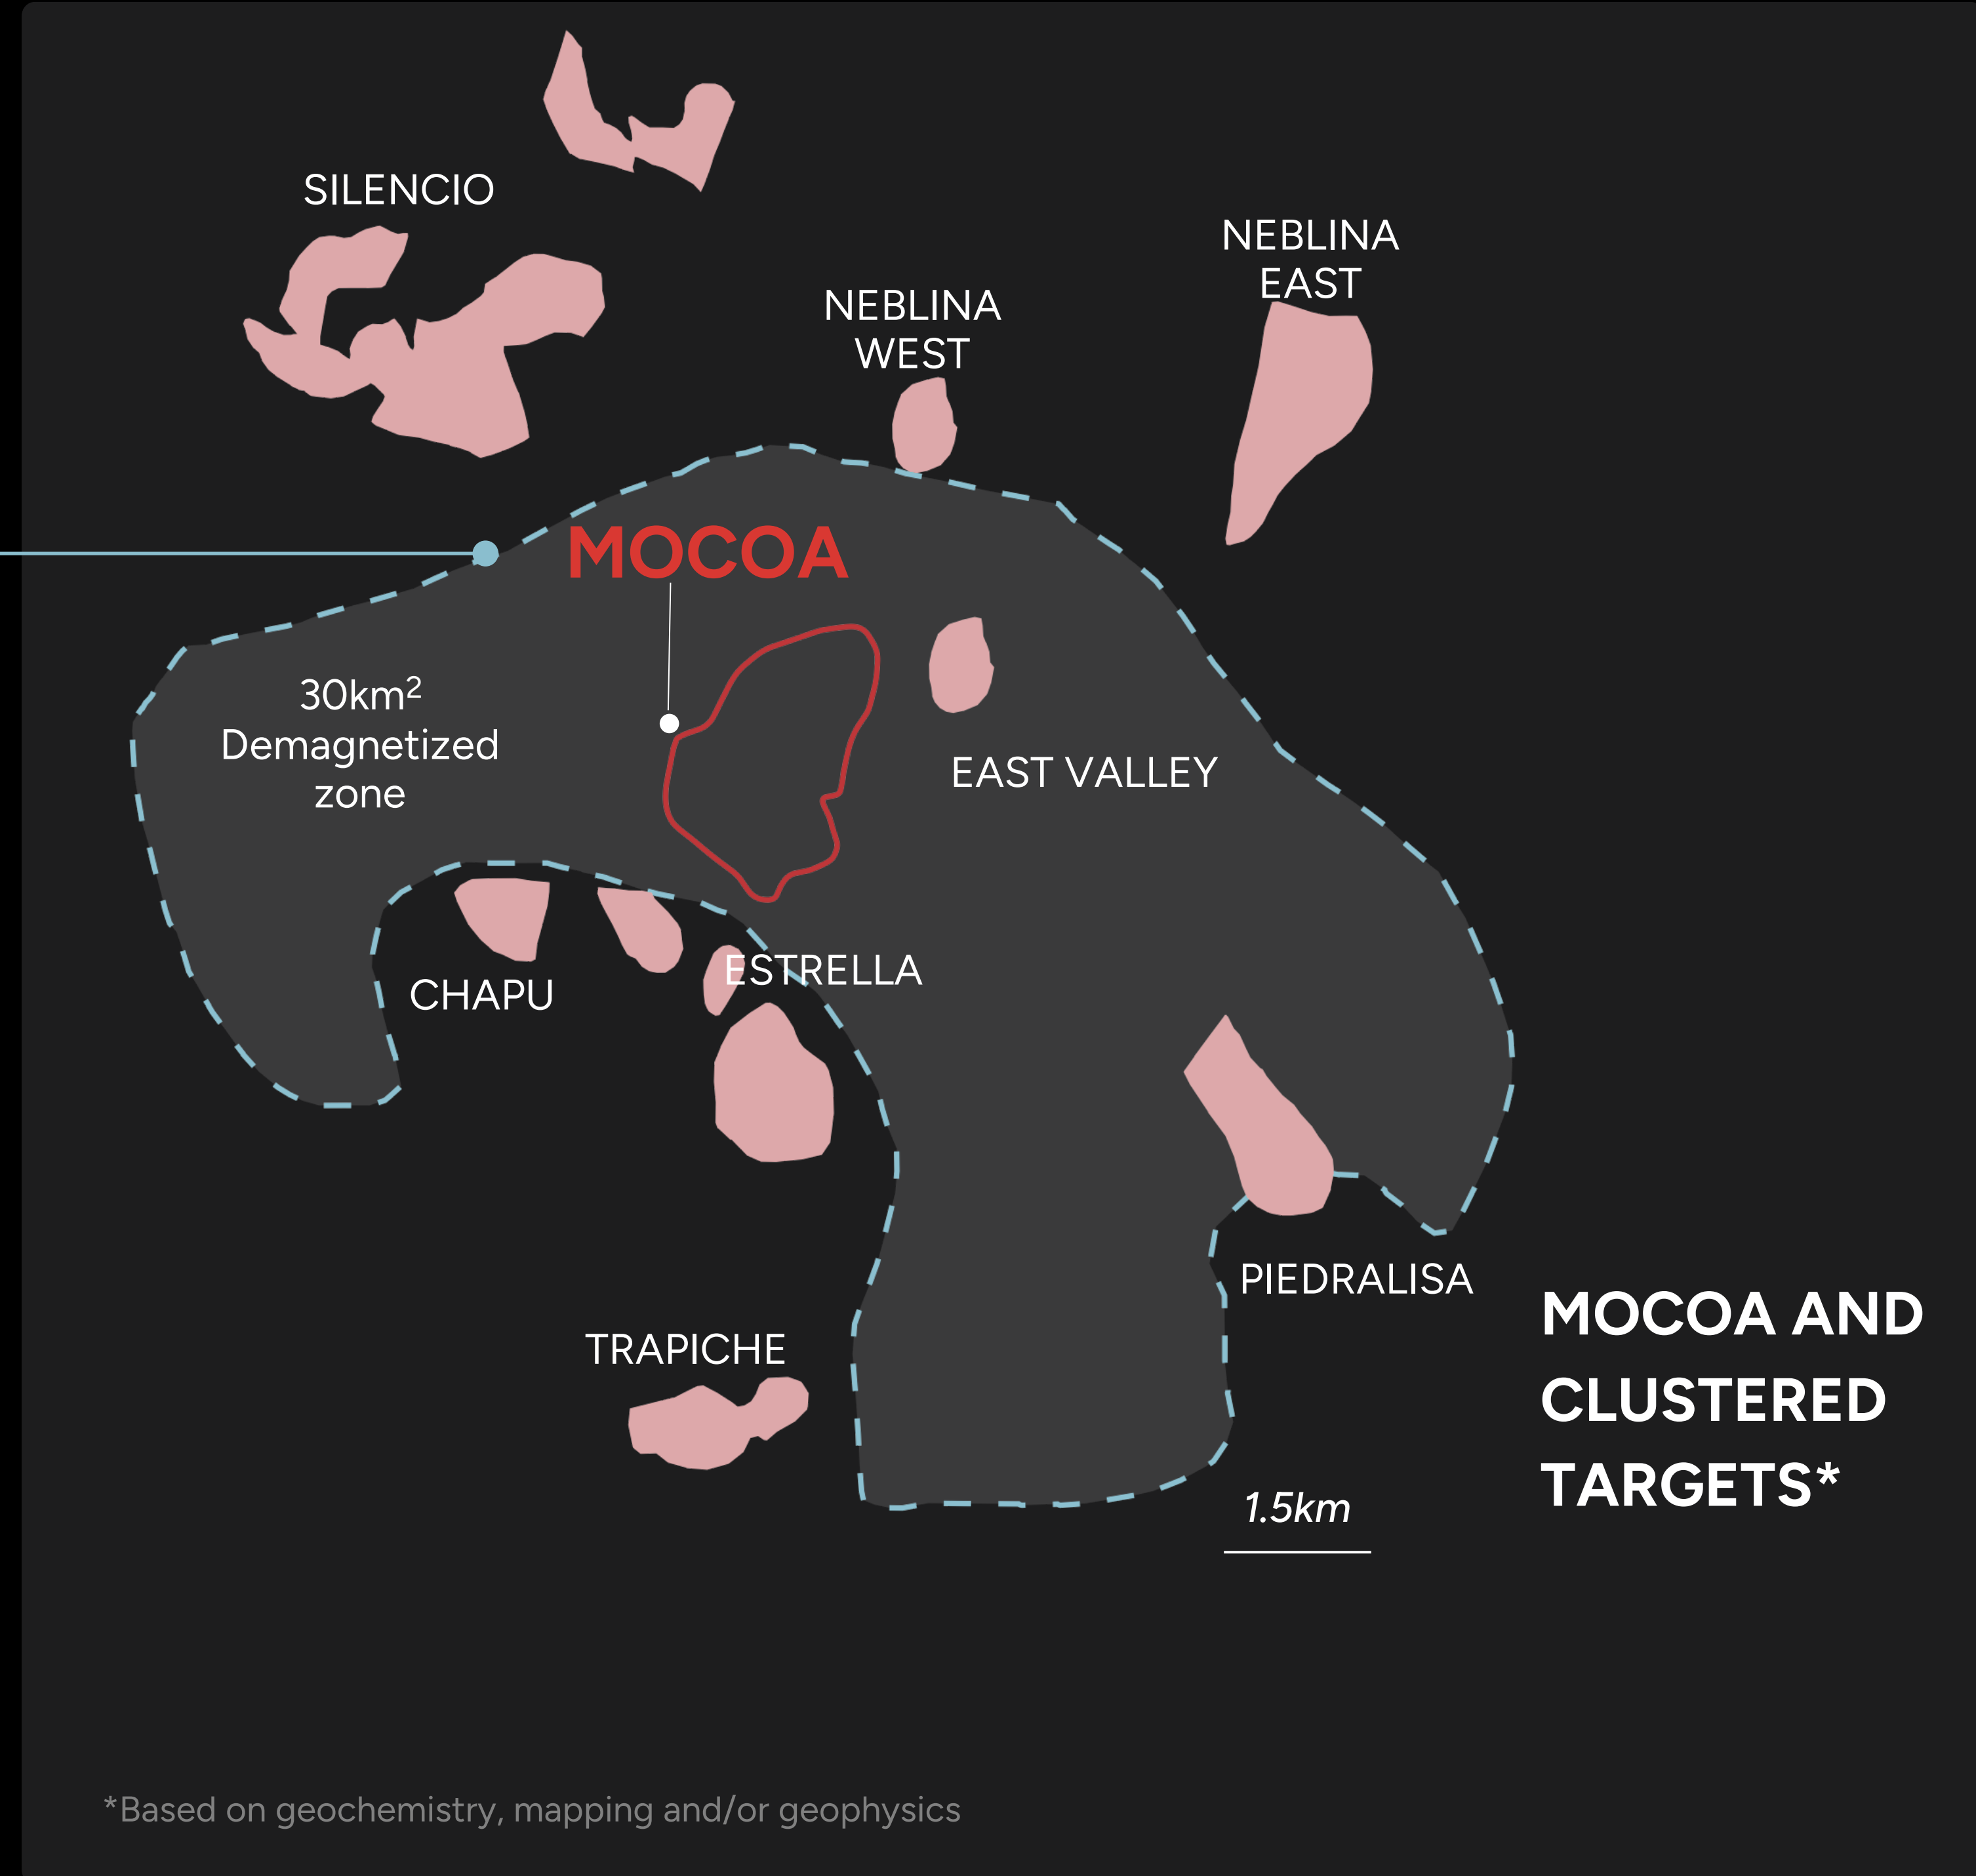 SILENCIO
NEBLINA
EAST
NEBLINA
WEST
MOCOA
30km²
Demagnetized
zone
EAST VALLEY
ESTRELLA
CHAPU
PIEDRALISA
MOCOA AND
CLUSTERED
TARGETS*
TRAPICHE
1.5km
*Based on geochemistry, mapping and/or geophysics